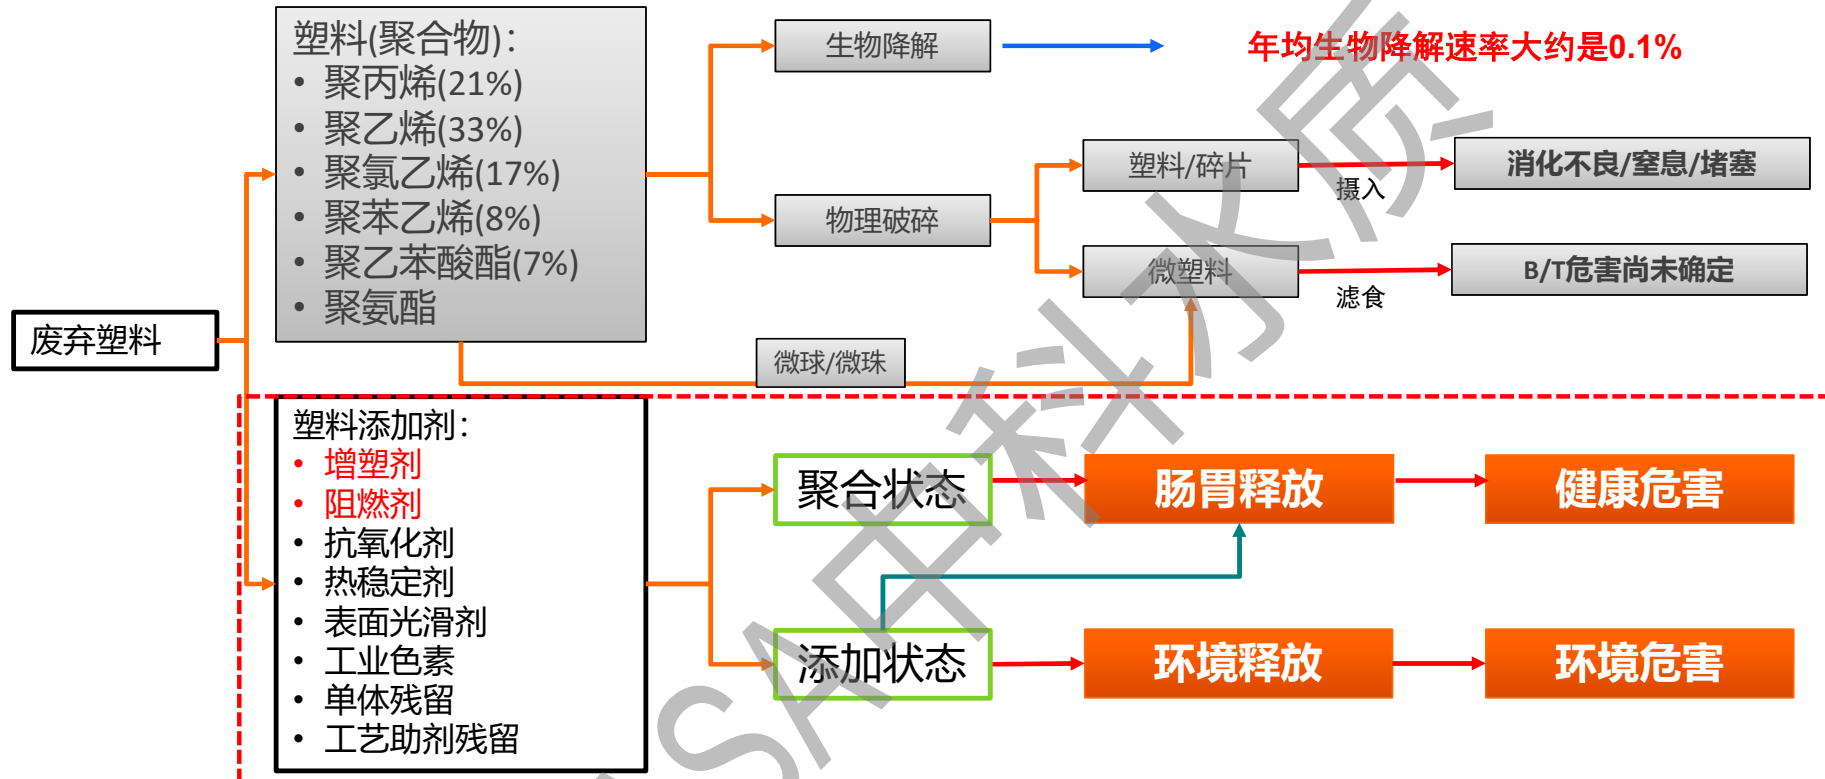 塑料(聚合物)：
• 聚丙烯(21%)
• 聚乙烯(33%)
• 聚氯乙烯(17%)
• 聚苯乙烯(8%)
• 聚乙苯酸酯(7%)
• 聚氨酯
生物降解
年均生物降解速率大约是0.1%
物理破碎
塑料/碎片
摄入
消化不良/窒息/堵塞
微塑料
滤食
B/T危害尚未确定
废弃塑料
微球/微珠
塑料添加剂：
• 增塑剂
• 阻燃剂
• 抗氧化剂
• 热稳定剂
• 表面光滑剂
• 工业色素
• 单体残留
• 工艺助剂残留
聚合状态
肠胃释放
健康危害
添加状态
环境释放
环境危害
SA中科水质